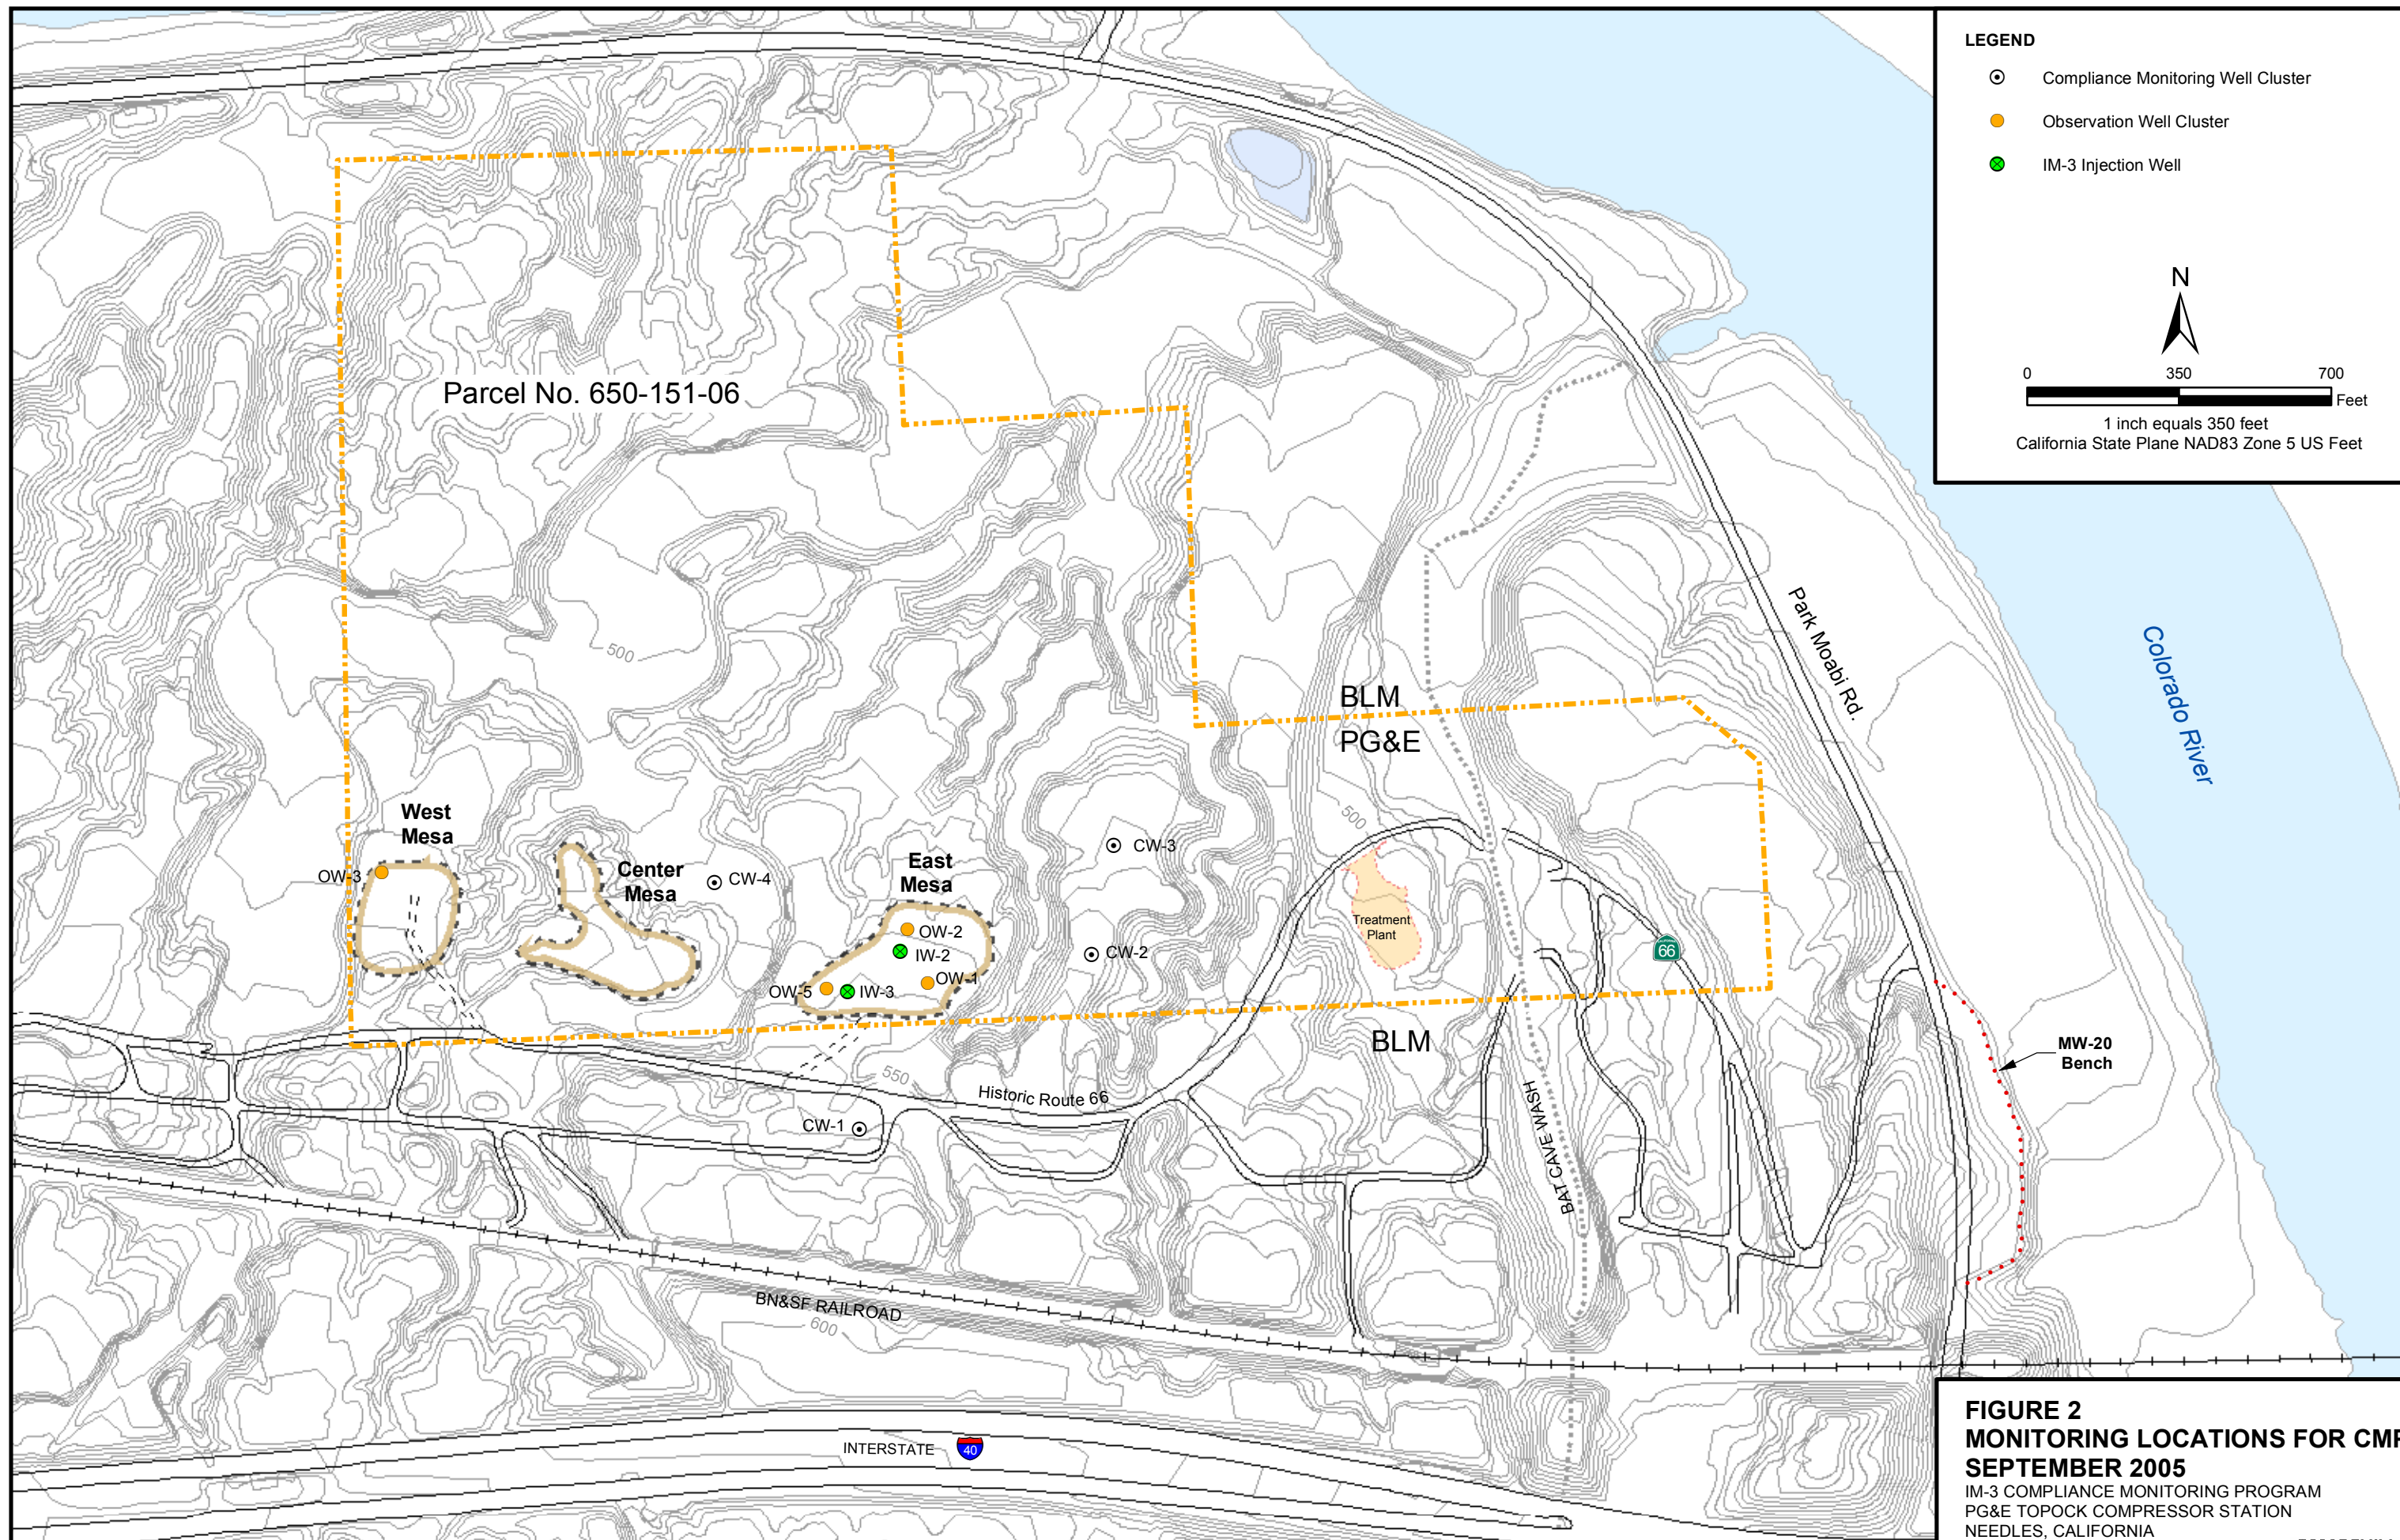 LEGEND
Compliance Monitoring Well Cluster
Observation Well Cluster
IM-3 Injection Well
N
0 350 700
Feet
1 inch equals 350 feet
California State Plane NAD83 Zone 5 US Feet
Parcel No. 650-151-06
500
Park Moabi Rd.
Colorado River
BLM
PG&E
West
Mesa
OW-3
Center
Mesa
CW-4
East
Mesa
OW-2
IW-2
OW-1
OW-5
IW-3
CW-3
CW-2
500
Treatment
Plant
66
BLM
MW-20
Bench
550
Historic Route 66
CW-1
BAT CAVE WASH
BN&SF RAILROAD
600
INTERSTATE 40
FIGURE 2
MONITORING LOCATIONS FOR CMP
SEPTEMBER 2005
IM-3 COMPLIANCE MONITORING PROGRAM
PG&E TOPOCK COMPRESSOR STATION
NEEDLES, CALIFORNIA